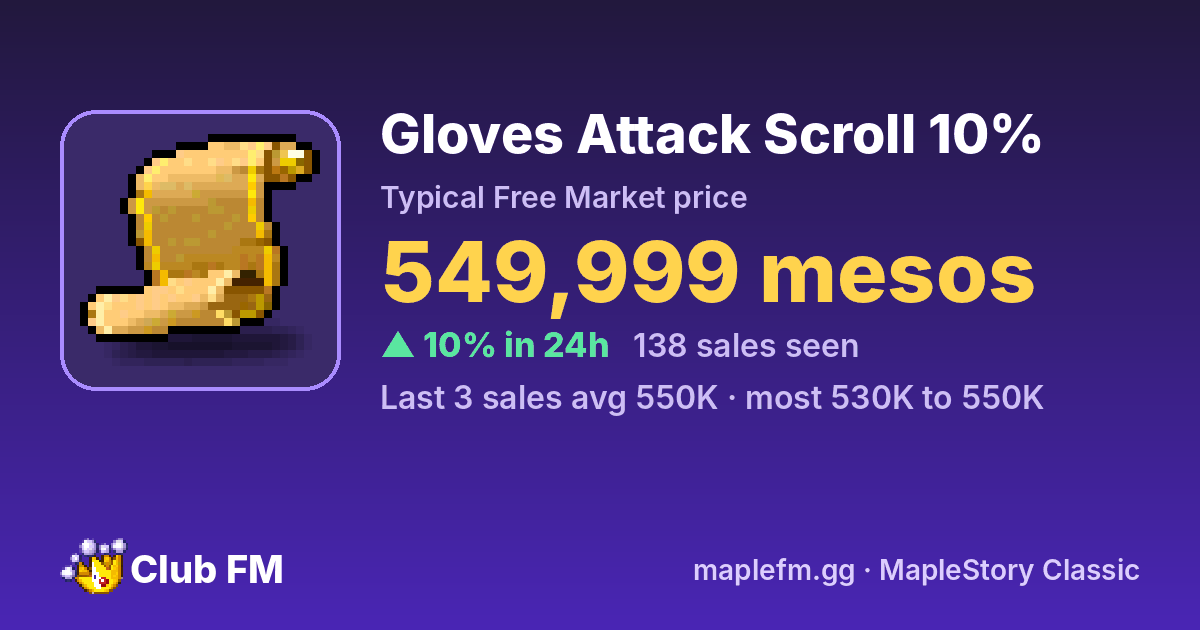 Gloves Attack Scroll 10%
Typical Free Market price
549,999 mesos
▲ 10% in 24h 138 sales seen
Last 3 sales avg 550K · most 530K to 550K
Club FM
maplefm.gg · MapleStory Classic